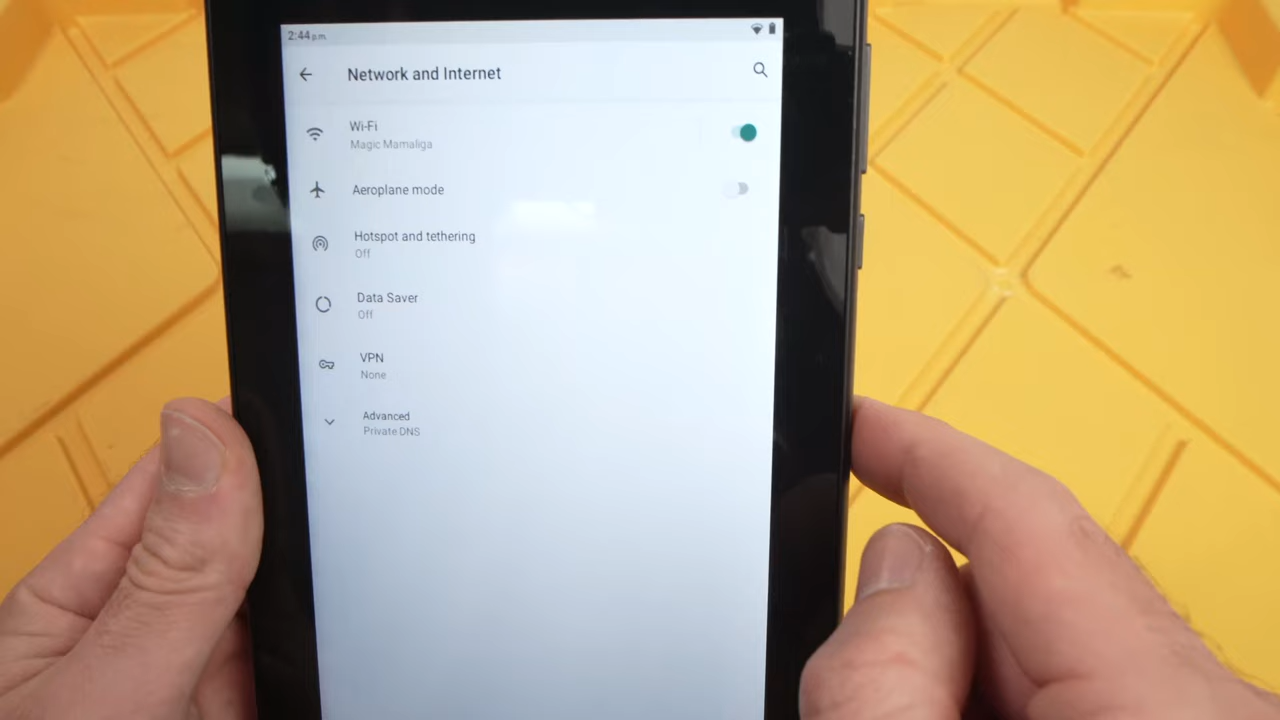 2:44 p.m.
Network and Internet
Wi-Fi
Magic Mamaliga
Aeroplane mode
Hotspot and tethering
Off
Data Saver
Off
VPN
None
Advanced
Private DNS